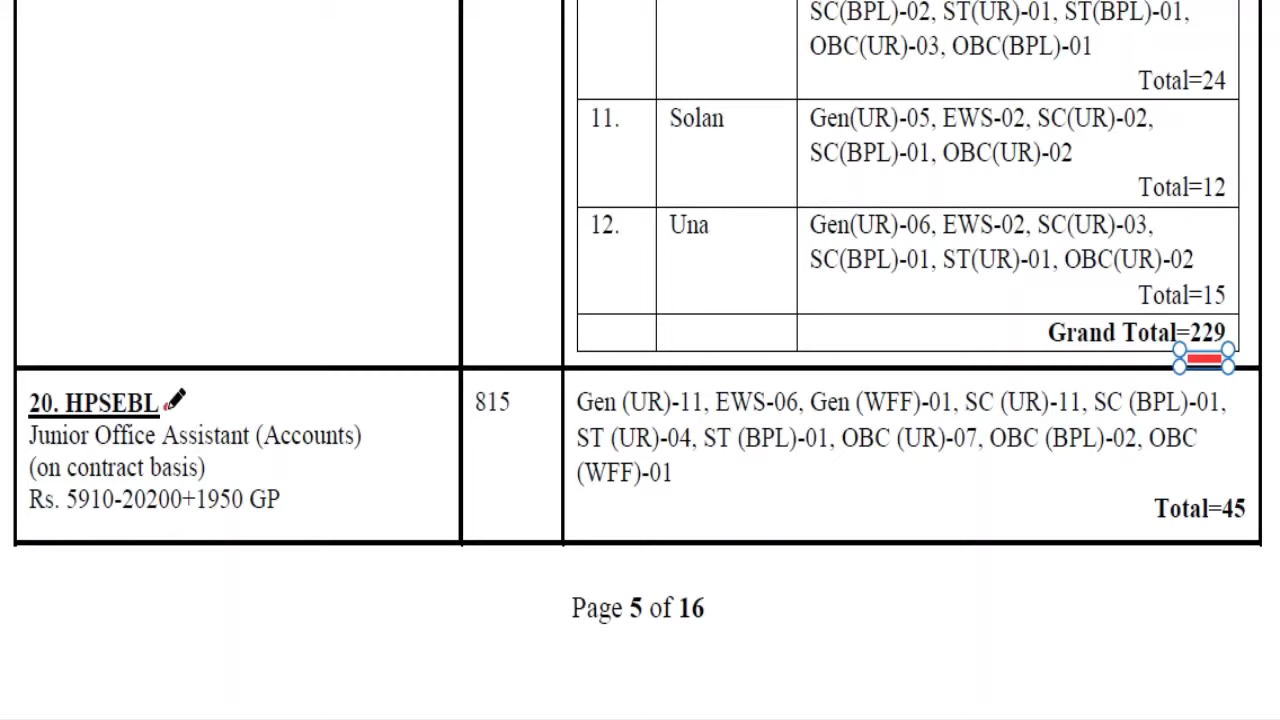 SC(BPL)-02, ST(UR)-01, ST(BPL)-01,
OBC(UR)-03, OBC(BPL)-01
Total=24
11. Solan Gen(UR)-05, EWS-02, SC(UR)-02,
SC(BPL)-01, OBC(UR)-02
Total=12
12. Una Gen(UR)-06, EWS-02, SC(UR)-03,
SC(BPL)-01, ST(UR)-01, OBC(UR)-02
Total=15
Grand Total=229
20. HPSEBL
Junior Office Assistant (Accounts)
(on contract basis)
Rs. 5910-20200+1950 GP
815
Gen (UR)-11, EWS-06, Gen (WFF)-01, SC (UR)-11, SC (BPL)-01,
ST (UR)-04, ST (BPL)-01, OBC (UR)-07, OBC (BPL)-02, OBC
(WFF)-01
Total=45
Page 5 of 16